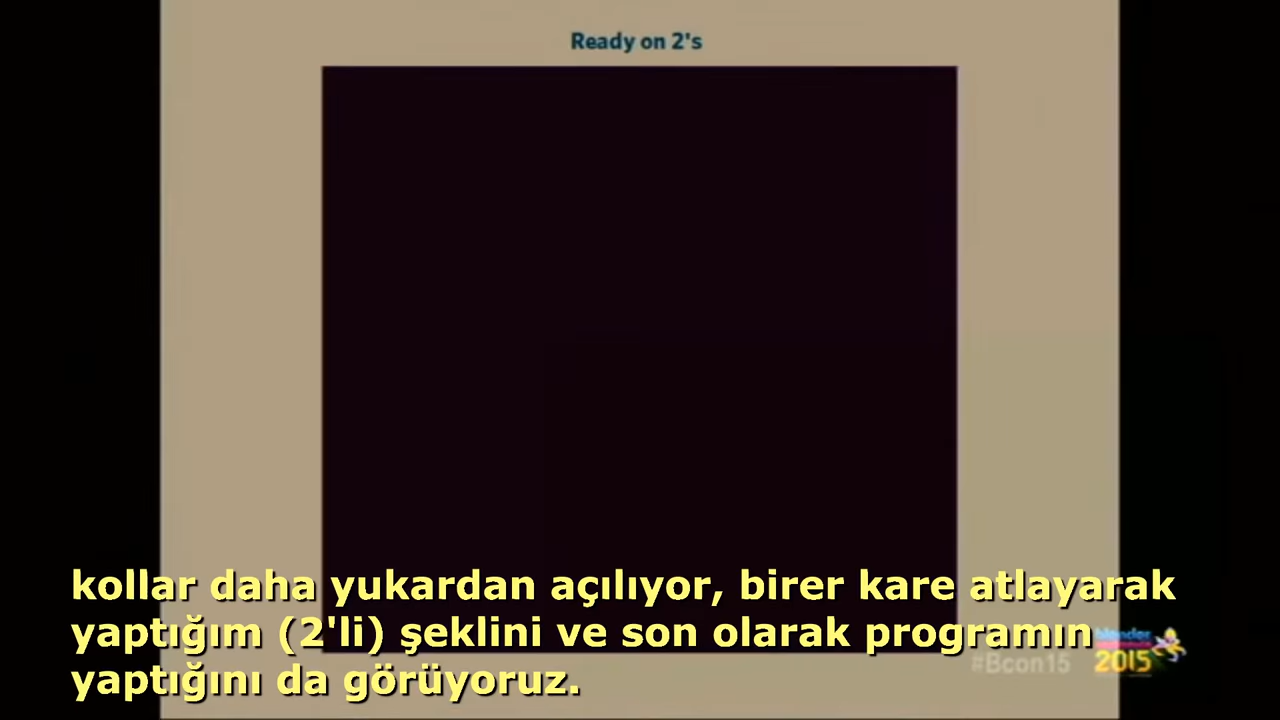 Ready on 2's
kollar daha yukardan açılıyor, birer kare atlayarak
yaptığım (2'li) şeklini ve son olarak programın
yaptığını da görüyoruz.
blender
#Bcon15
2015